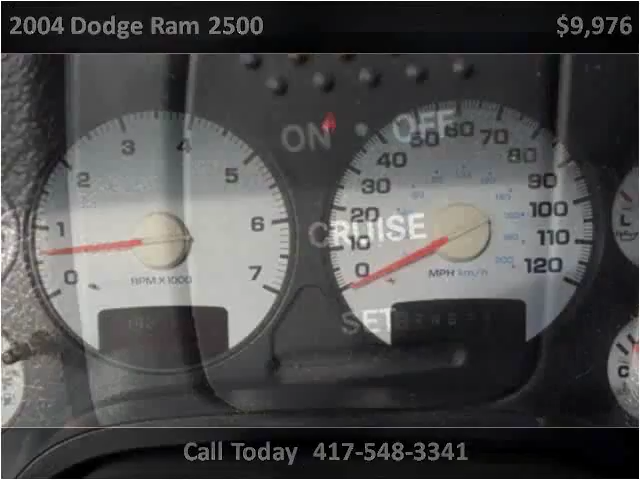 2004 Dodge Ram 2500 $9,976
ON OFF
CRUISE
SET
0 1 2 3 4 5 6 7
RPM X 1000
0 10 20 30 40 50 60 70 80 90 100 110 120
MPH km/h
C
L
Call Today 417-548-3341